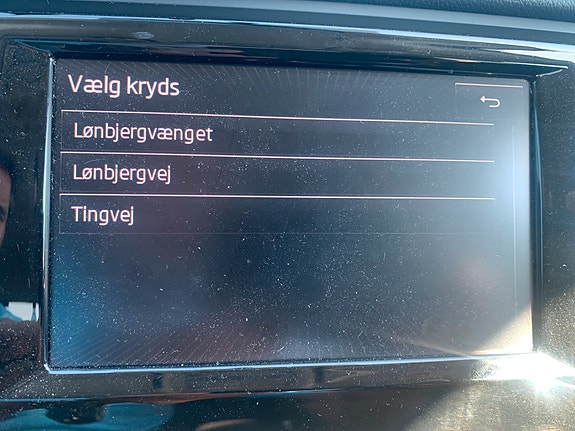 Vælg kryds
Lønbjergvænget
Lønbjergvej
Tingvej